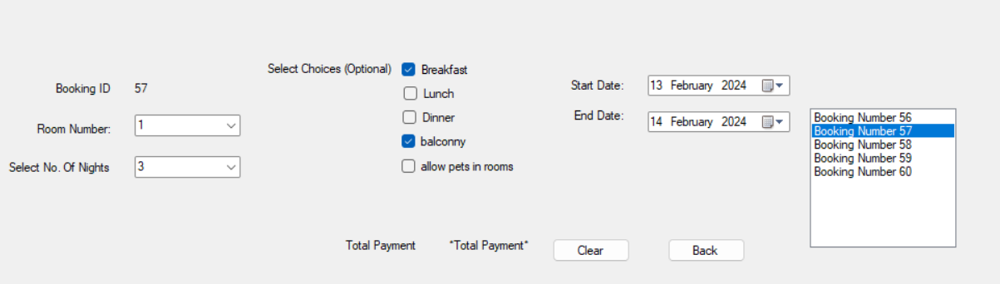 Select Choices (Optional) Breakfast
Booking ID 57
Lunch
Start Date: 13 February 2024
Room Number: 1
Dinner
End Date: 14 February 2024
balconny
Select No. Of Nights 3
allow pets in rooms
Booking Number 56
Booking Number 57
Booking Number 58
Booking Number 59
Booking Number 60
Total Payment *Total Payment*
Clear
Back